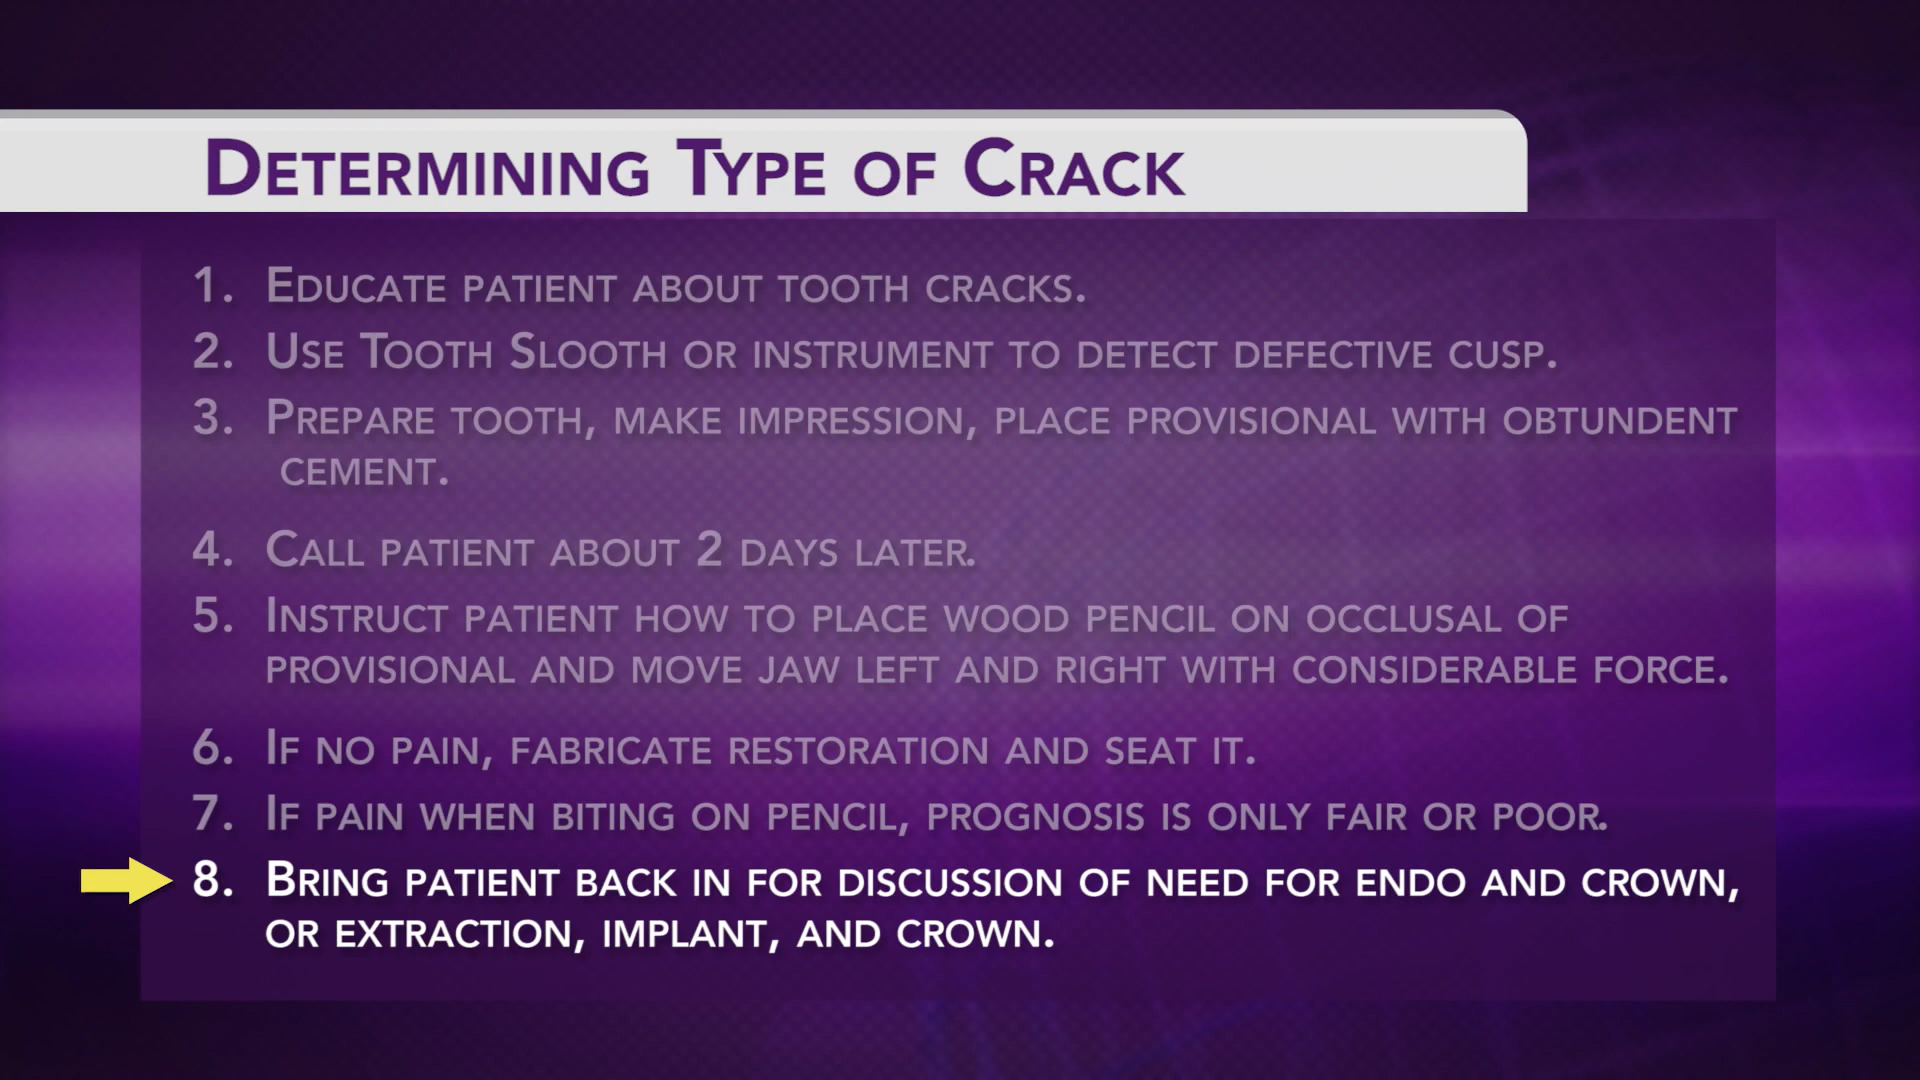 Determining Type of Crack
1. Educate patient about tooth cracks.
2. Use Tooth Slooth or instrument to detect defective cusp.
3. Prepare tooth, make impression, place provisional with obtundent
cement.
4. Call patient about 2 days later.
5. Instruct patient how to place wood pencil on occlusal of
provisional and move jaw left and right with considerable force.
6. If no pain, fabricate restoration and seat it.
7. If pain when biting on pencil, prognosis is only fair or poor.
8. Bring patient back in for discussion of need for endo and crown,
or extraction, implant, and crown.